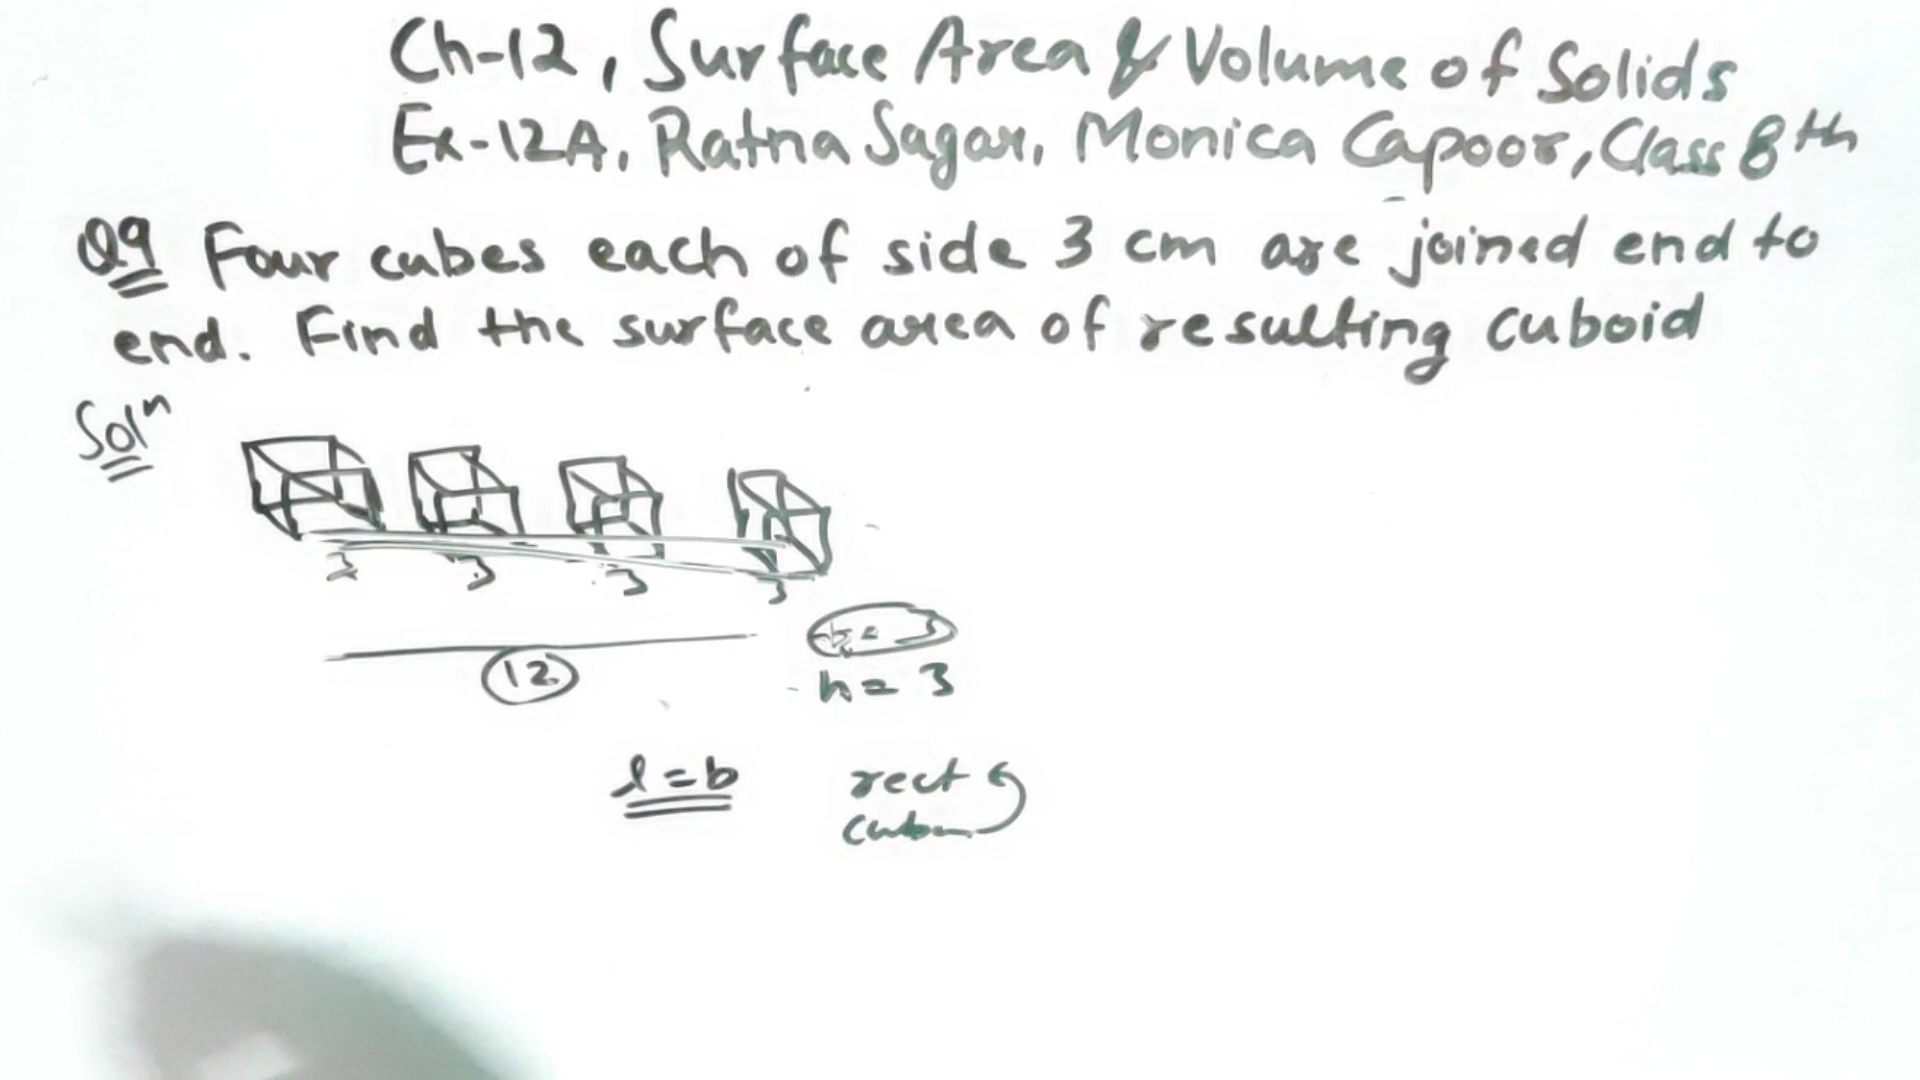 Ch-12, Surface Area & Volume of Solids
Ex-12A, Ratna Sagar, Monica Capoor, Class 8th
Q9 Four cubes each of side 3 cm are joined end to
end. Find the surface area of resulting cuboid
Solⁿ
3 3 3 3
b = 3
12
h = 3
l = b
rect